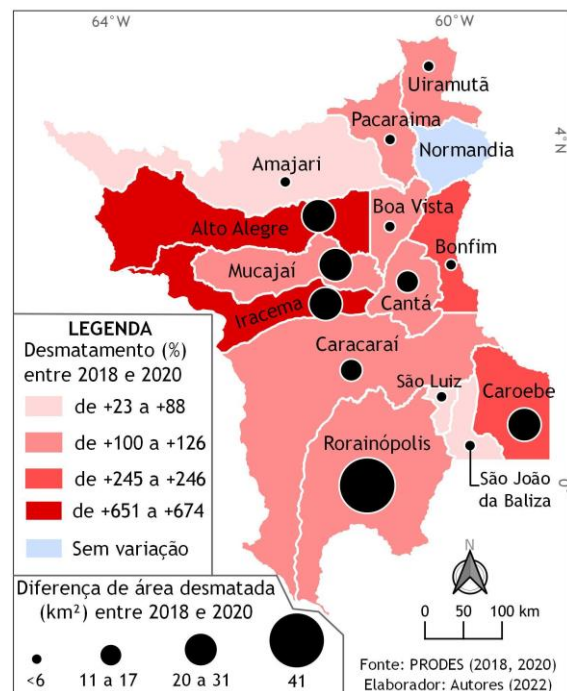 64°W
60°W
Uiramutã
Pacaraima
4°N
Normandia
Amajari
Boa Vista
Alto Alegre
Bonfim
Mucajaí
Cantá
Iracema
LEGENDA
Desmatamento (%)
entre 2018 e 2020
de +23 a +88
de +100 a +126
de +245 a +246
de +651 a +674
Sem variação
Caracaraí
São Luiz
Caroebe
Rorainópolis
São João
da Baliza
0°
Diferença de área desmatada
(km²) entre 2018 e 2020
<6
11 a 17
20 a 31
41
N
0 50 100 km
Fonte: PRODES (2018, 2020)
Elaborador: Autores (2022)